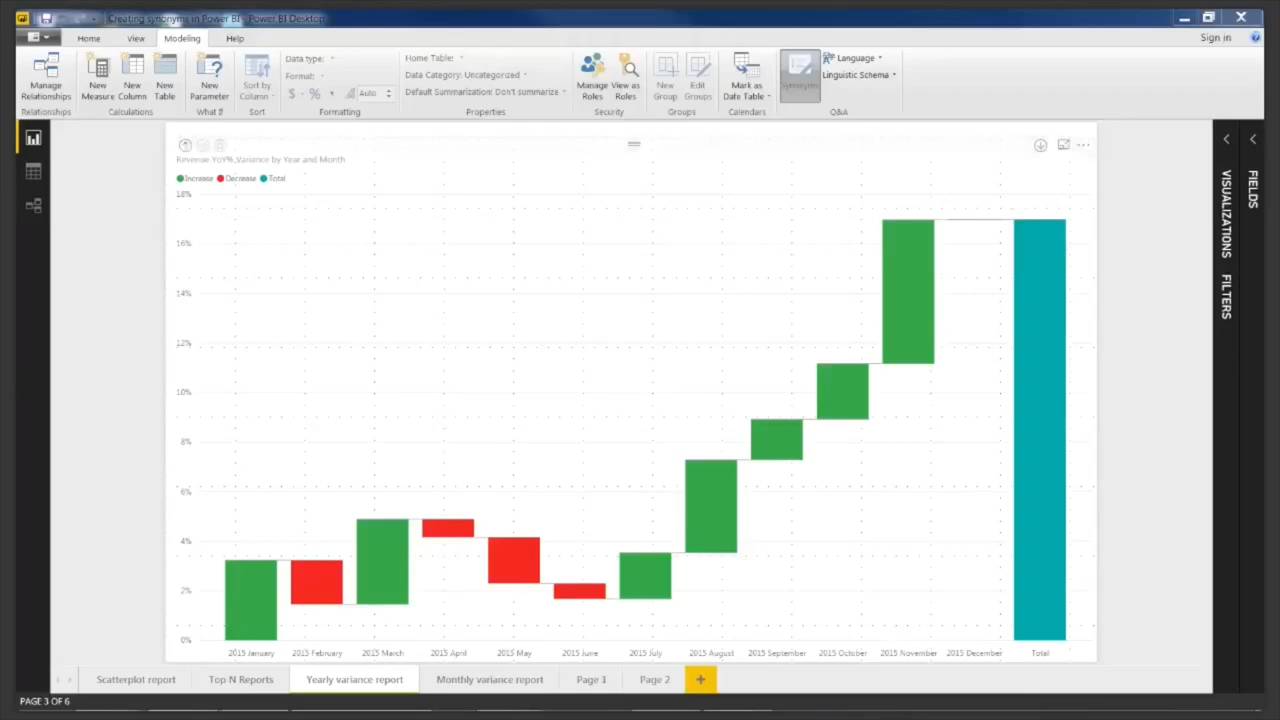 Creating synonyms in Power BI - Power BI Desktop
Home View Modeling Help Sign in
Manage Relationships
New Measure
New Column
New Table
New Parameter
Sort by Column
Data type:
Format:
$ % , Auto
Home Table:
Data Category: Uncategorized
Default Summarization: Don't summarize
Manage Roles
View as Roles
New Group
Edit Groups
Mark as Date Table
Synonyms
Language
Linguistic Schema
Relationships Calculations What If Sort Formatting Properties Security Groups Calendars Q&A
Revenue YoY%,Variance by Year and Month
Increase Decrease Total
18%
16%
14%
12%
10%
8%
6%
4%
2%
0%
2015 January 2015 February 2015 March 2015 April 2015 May 2015 June 2015 July 2015 August 2015 September 2015 October 2015 November 2015 December Total
VISUALIZATIONS
FILTERS
FIELDS
Scatterplot report Top N Reports Yearly variance report Monthly variance report Page 1 Page 2 +
PAGE 3 OF 6